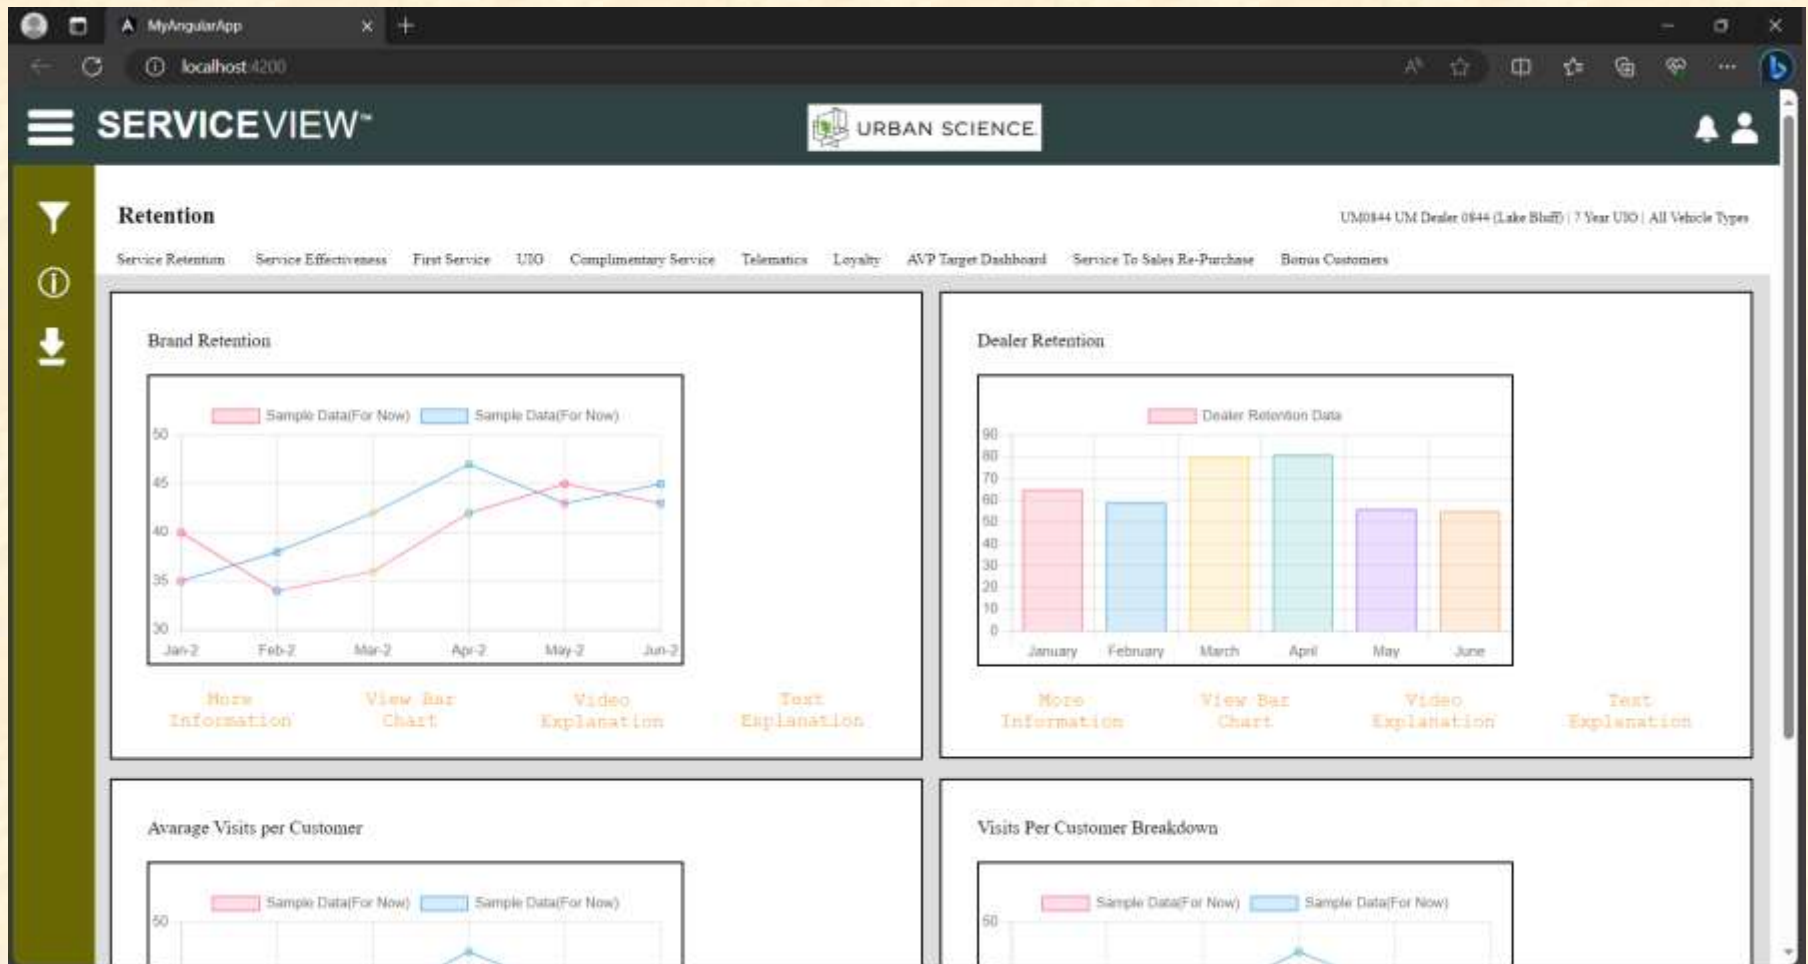 MyAngularApp
localhost:4200
SERVICEVIEW™
URBAN SCIENCE.
Retention
UM0844 UM Dealer 0844 (Lake Bluff) | 7 Year UIO | All Vehicle Types
Service Retention Service Effectiveness First Service UIO Complimentary Service Telematics Loyalty AVP Target Dashboard Service To Sales Re-Purchase Bonus Customers
Brand Retention
Sample Data(For Now) Sample Data(For Now)
50
45
40
35
30
Jan-2 Feb-2 Mar-2 Apr-2 May-2 Jun-2
More Information
View Bar Chart
Video Explanation
Text Explanation
Dealer Retention
Dealer Retention Data
90
80
70
60
50
40
30
20
10
0
January February March April May June
More Information
View Bar Chart
Video Explanation
Text Explanation
Avarage Visits per Customer
Sample Data(For Now) Sample Data(For Now)
50
Visits Per Customer Breakdown
Sample Data(For Now) Sample Data(For Now)
50